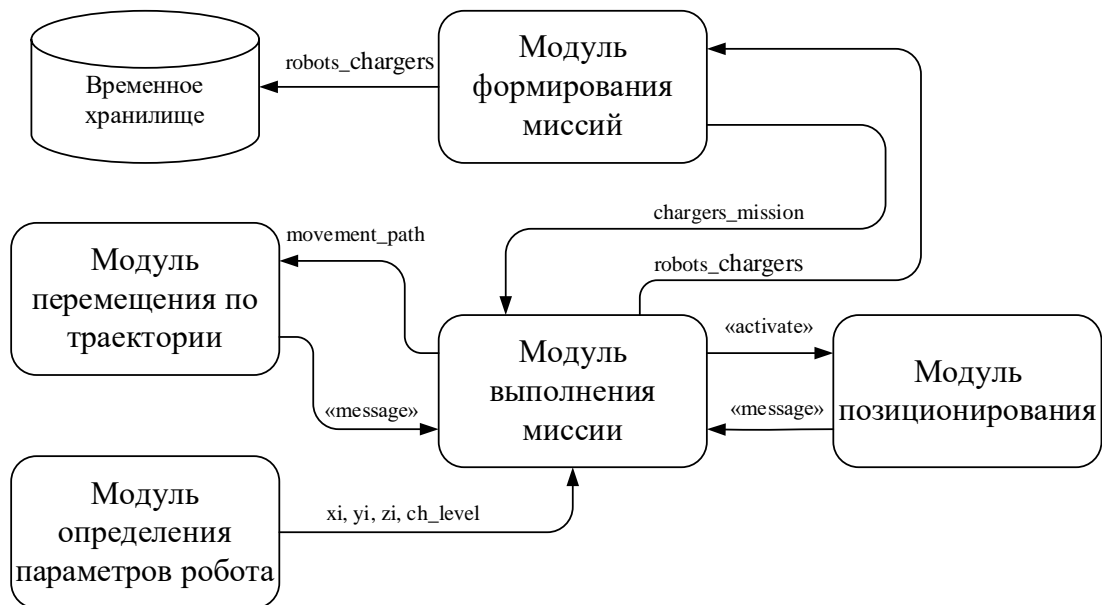 Временное
хранилище
robots_chargers
Модуль
формирования
миссий
chargers_mission
robots_chargers
Модуль
перемещения по
траектории
movement_path
«message»
Модуль
выполнения
миссии
«activate»
«message»
Модуль
позиционирования
Модуль
определения
параметров робота
xi, yi, zi, ch_level